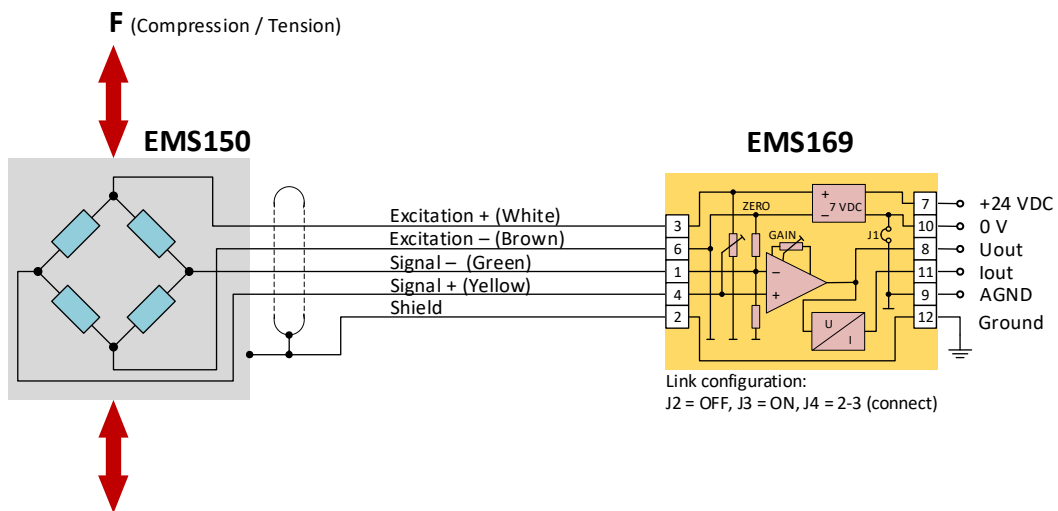 F (Compression / Tension)
EMS150
EMS169
Excitation + (White)
Excitation – (Brown)
Signal – (Green)
Signal + (Yellow)
Shield
3
6
1
4
2
ZERO
GAIN
+
7 VDC
–
J1
–
+
U
I
7
10
8
11
9
12
+24 VDC
0 V
Uout
Iout
AGND
Ground
Link configuration:
J2 = OFF, J3 = ON, J4 = 2-3 (connect)